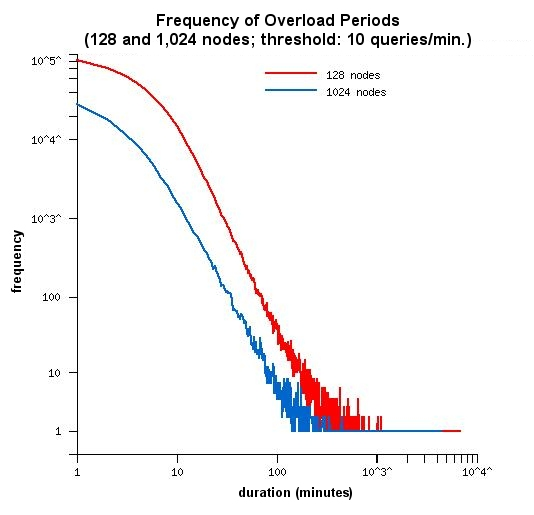 Frequency of Overload Periods
(128 and 1,024 nodes; threshold: 10 queries/min.)
128 nodes
1024 nodes
10^5^
10^4^
10^3^
100
10
1
frequency
1 10 100 10^3^ 10^4^
duration (minutes)